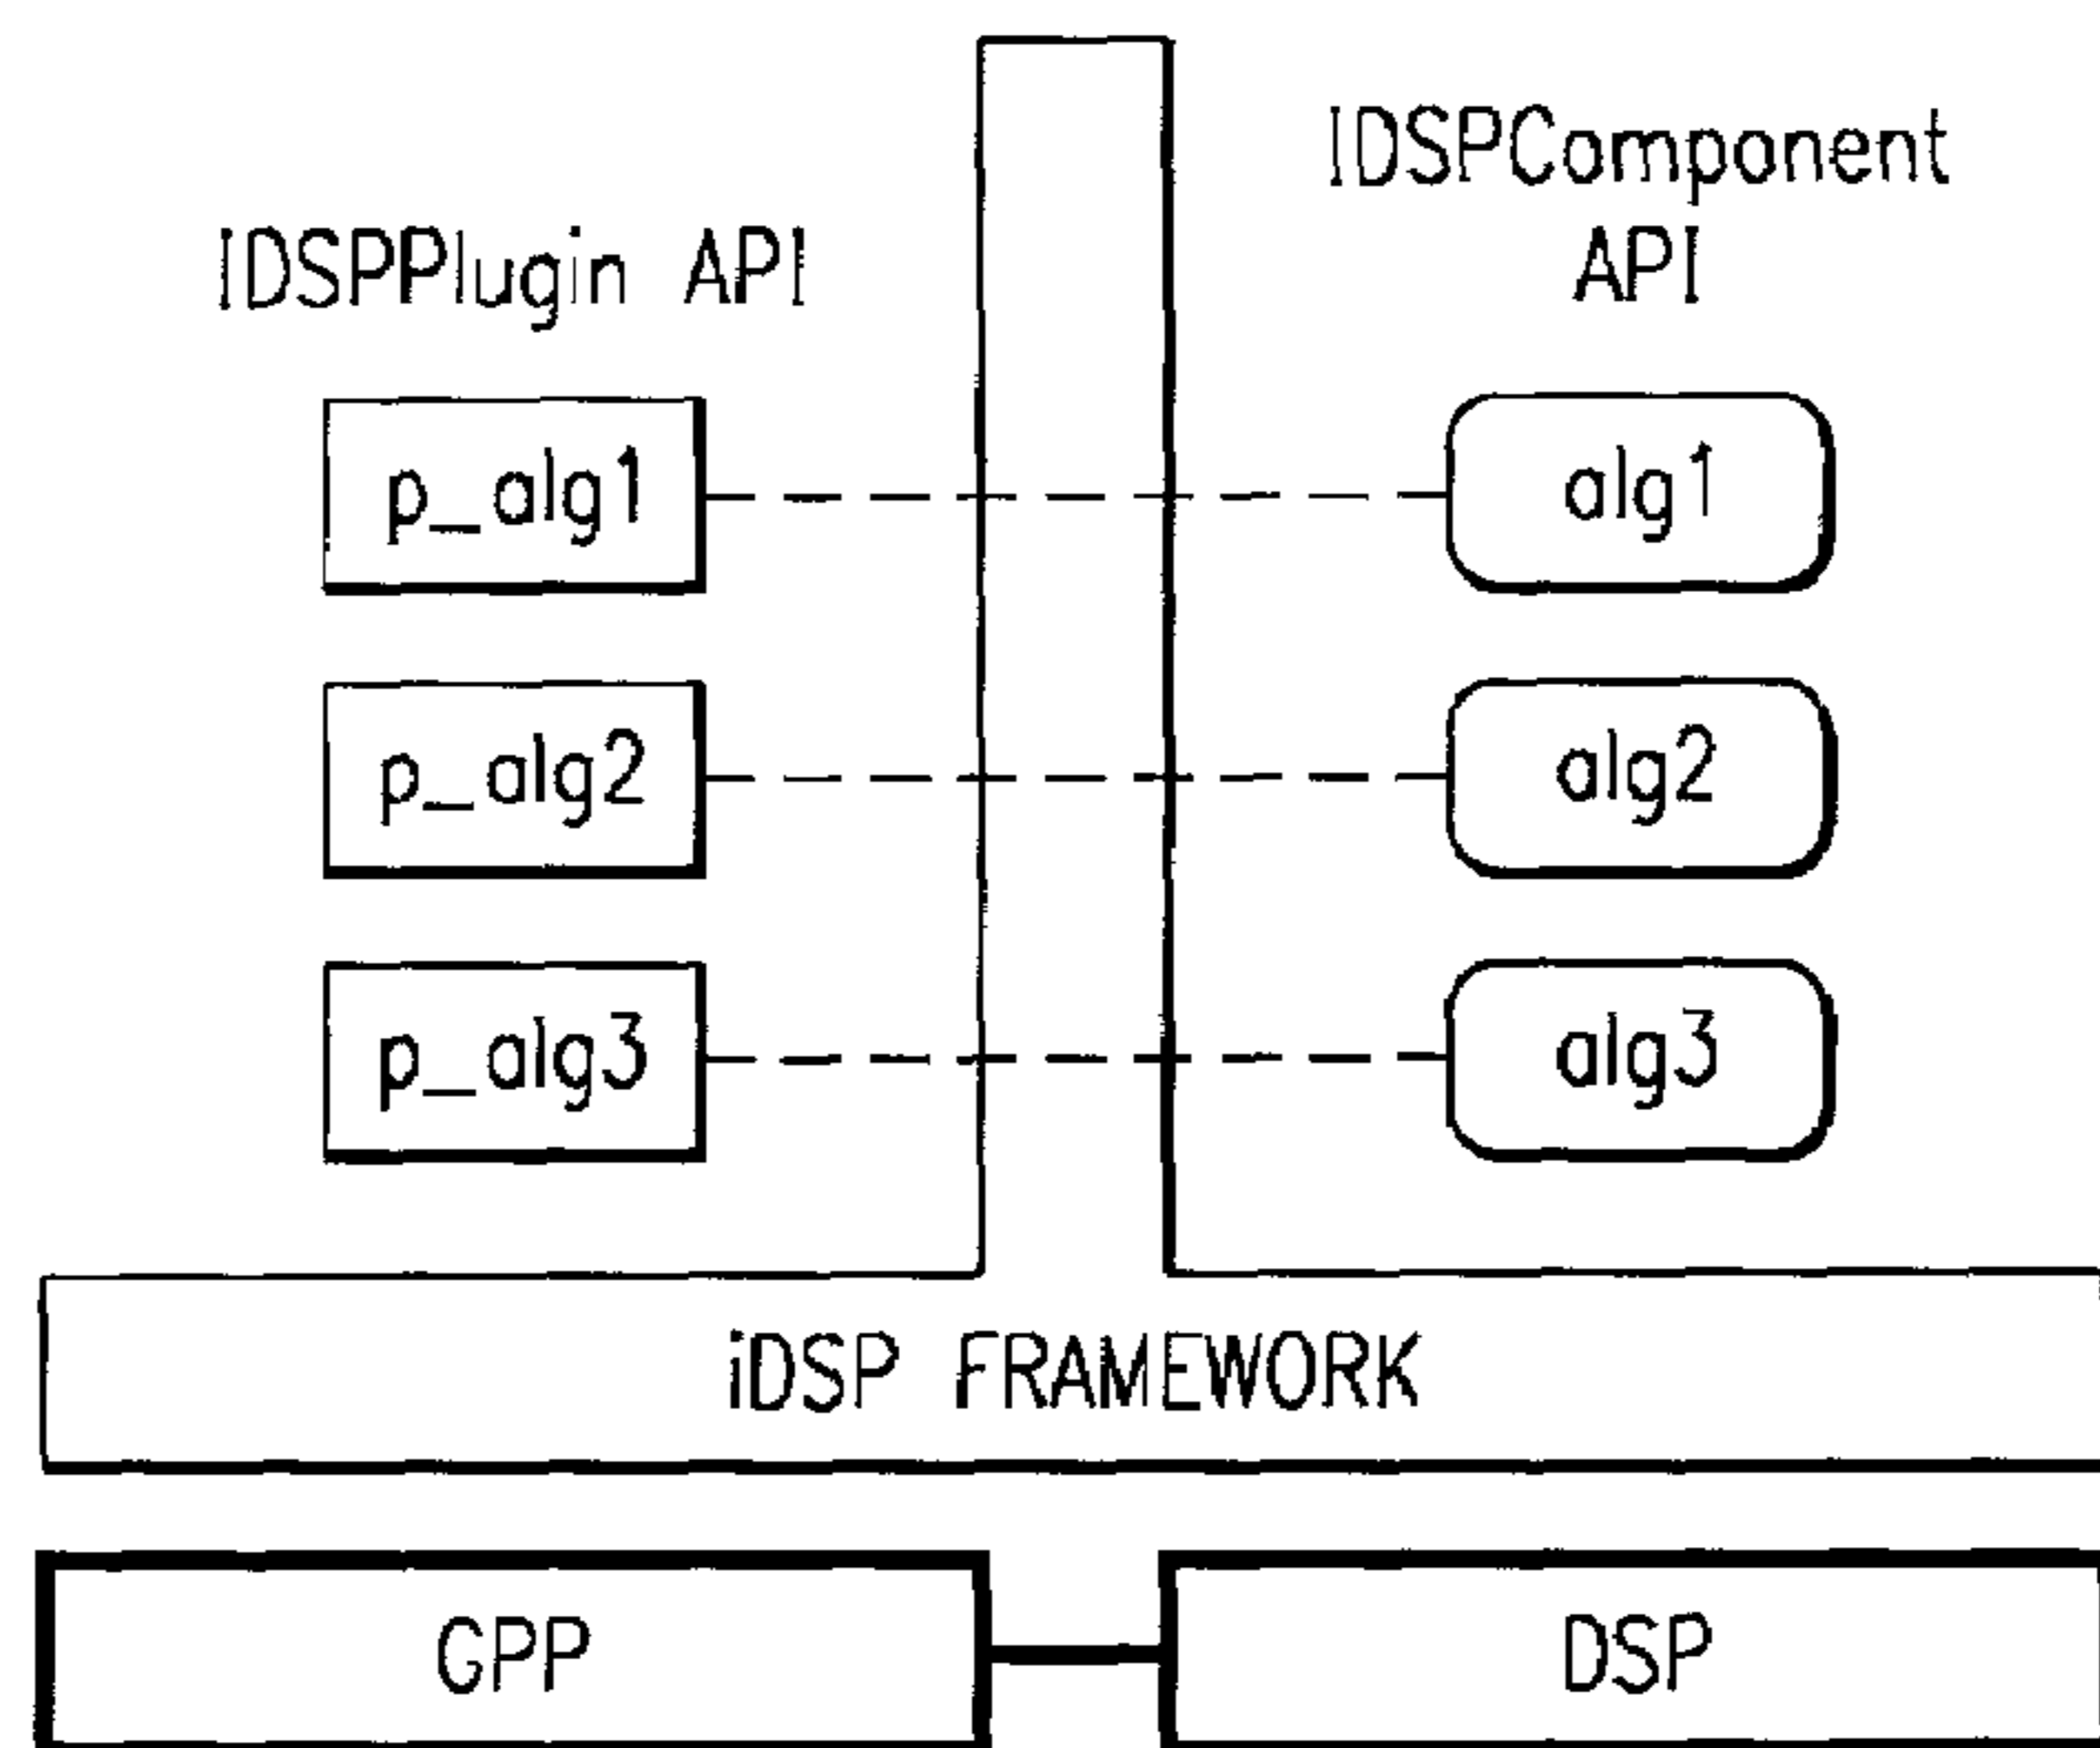 IDSPPlugin API
IDSPComponent
API
p_alg1
alg1
p_alg2
alg2
p_alg3
alg3
iDSP FRAMEWORK
GPP
DSP